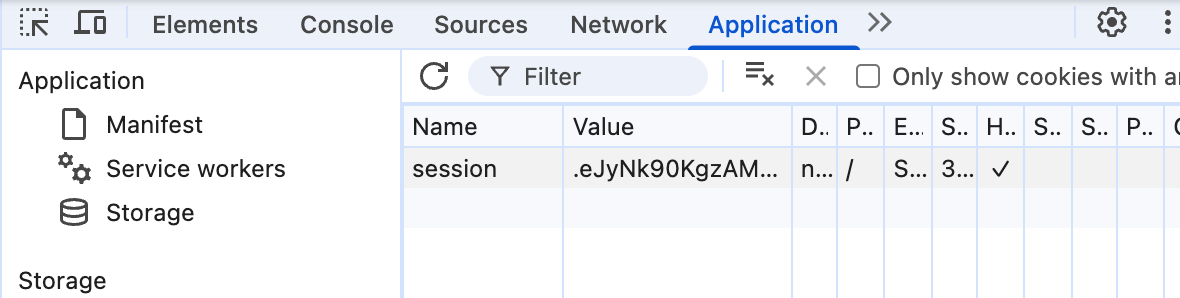 Elements Console Sources Network Application
Application
Filter
Only show cookies with a
Manifest
Name Value D.. P.. E... S... H.. S... S... P..
Service workers
session .eJyNk90KgzAM... n... / S... 3... ✓
Storage
Storage